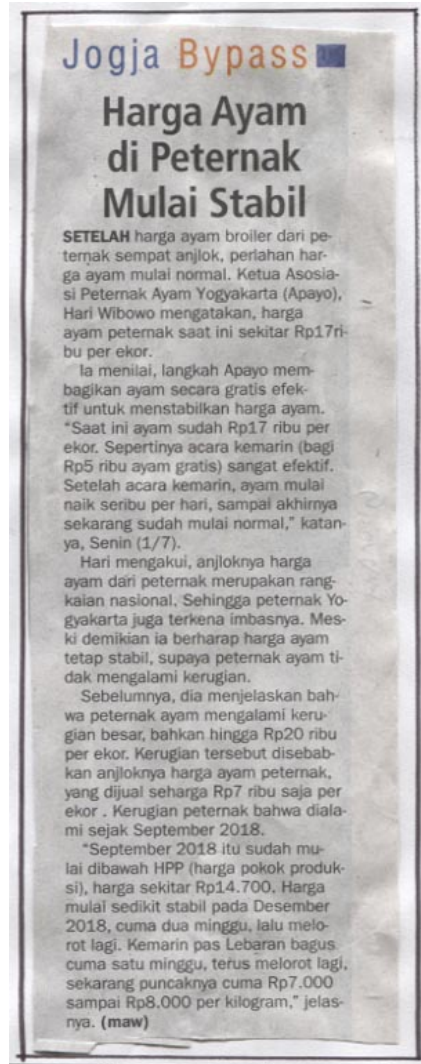 Jogja Bypass
Harga Ayam
di Peternak
Mulai Stabil
SETELAH harga ayam broiler dari pe-
ternak sempat anjlok, perlahan har-
ga ayam mulai normal. Ketua Asosia-
si Peternak Ayam Yogyakarta (Apayo),
Hari Wibowo mengatakan, harga
ayam peternak saat ini sekitar Rp17ri-
bu per ekor.
Ia menilai, langkah Apayo mem-
bagikan ayam secara gratis efek-
tif untuk menstabilkan harga ayam.
"Saat ini ayam sudah Rp17 ribu per
ekor. Sepertinya acara kemarin (bagi
Rp5 ribu ayam gratis) sangat efektif.
Setelah acara kemarin, ayam mulai
naik seribu per hari, sampai akhirnya
sekarang sudah mulai normal," katan-
ya, Senin (1/7).
Hari mengakui, anjloknya harga
ayam dari peternak merupakan rang-
kaian nasional. Sehingga peternak Yo-
gyakarta juga terkena imbasnya. Mes-
ki demikian ia berharap harga ayam
tetap stabil, supaya peternak ayam ti-
dak mengalami kerugian.
Sebelumnya, dia menjelaskan bah-
wa peternak ayam mengalami keru-
gian besar, bahkan hingga Rp20 ribu
per ekor. Kerugian tersebut disebab-
kan anjloknya harga ayam peternak,
yang dijual seharga Rp7 ribu saja per
ekor . Kerugian peternak bahwa diala-
mi sejak September 2018.
"September 2018 itu sudah mu-
lai dibawah HPP (harga pokok produk-
si), harga sekitar Rp14.700. Harga
mulai sedikit stabil pada Desember
2018, cuma dua minggu, lalu melo-
rot lagi. Kemarin pas Lebaran bagus
cuma satu minggu, terus melorot lagi,
sekarang puncaknya cuma Rp7.000
sampai Rp8.000 per kilogram," jelas-
nya. (maw)